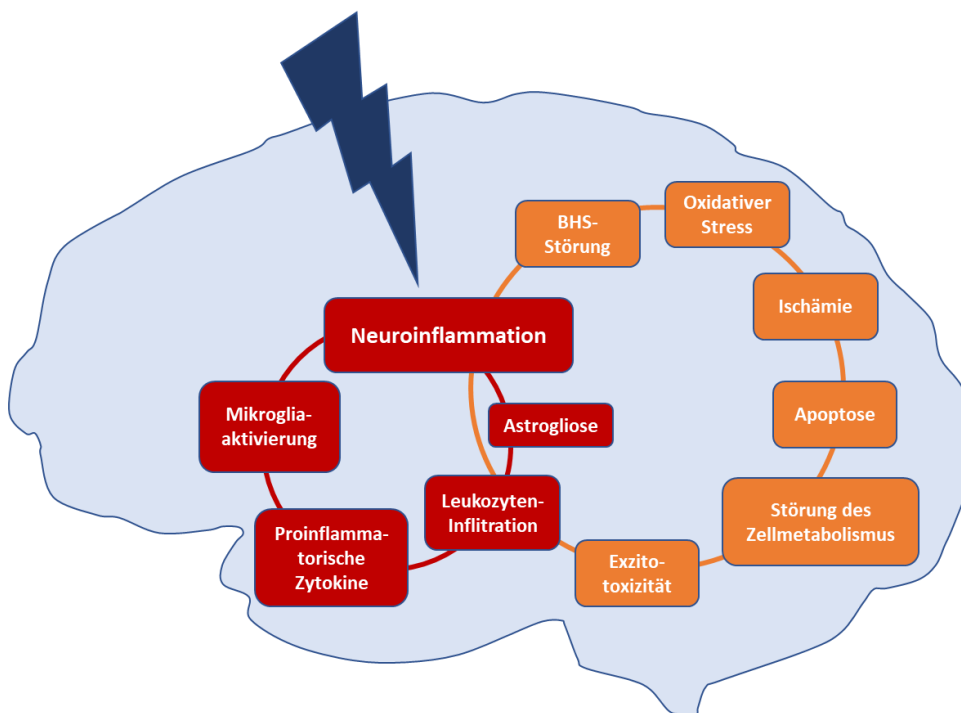 BHS-
Störung
Oxidativer
Stress
Ischämie
Neuroinflammation
Mikroglia-
aktivierung
Astrogliose
Apoptose
Leukozyten-
Inflitration
Störung des
Zellmetabolismus
Proinflamma-
torische
Zytokine
Exzito-
toxizität